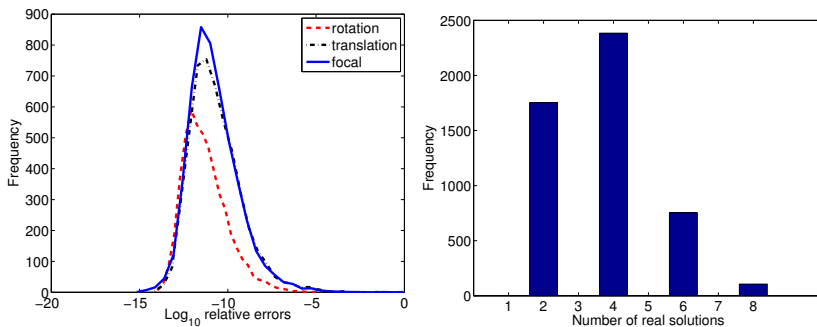 900
800
700
600
500
400
300
200
100
0
Frequency
−20
−15
−10
−5
0
Log10 relative errors
rotation
translation
focal
2500
2000
1500
1000
500
0
Frequency
1 2 3 4 5 6 7 8
Number of real solutions